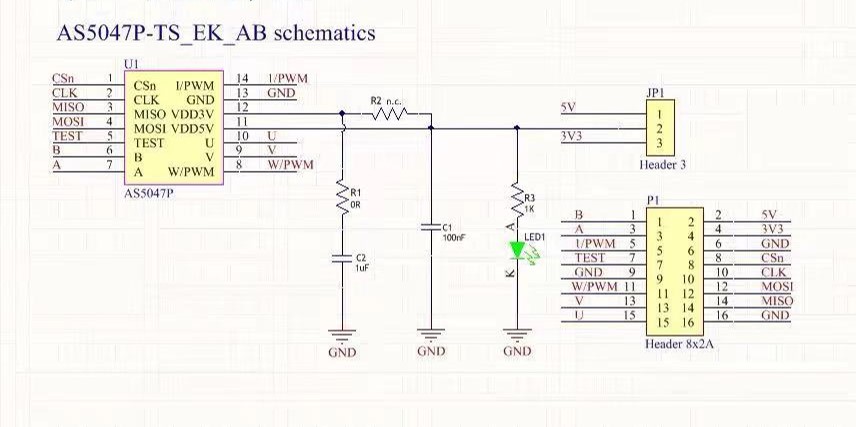 AS5047P-TS_EK_AB schematics
U1
CSn 1 CSn I/PWM 14 I/PWM
CLK 2 CLK GND 13 GND
MISO 3 MISO VDD3V 12
MOSI 4 MOSI VDD5V 11
TEST 5 TEST U 10 U
B 6 B V 9 V
A 7 A W/PWM 8 W/PWM
AS5047P
R2 n.c.
R1
0R
C2
1uF
GND
C1
100nF
GND
R3
1K
A
LED1
K
GND
JP1
5V 1
2
3V3 3
Header 3
P1
B 1 1 2 2 5V
A 3 3 4 4 3V3
I/PWM 5 5 6 6 GND
TEST 7 7 8 8 CSn
GND 9 9 10 10 CLK
W/PWM 11 11 12 12 MOSI
V 13 13 14 14 MISO
U 15 15 16 16 GND
Header 8x2A